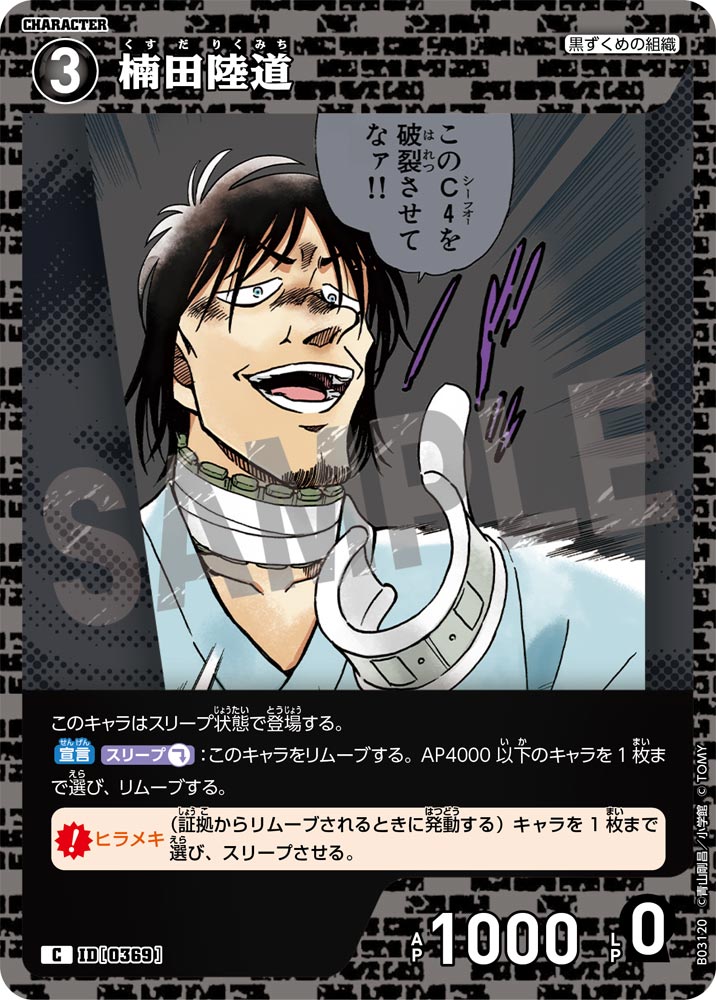 CHARACTER
3
くすだりくみち
楠田陸道
黒ずくめの組織
このC4を
シーフォー
破裂させて
はれつ
なァ!!
SAMPLE
このキャラはスリープ状態で登場する。
じょうたい とうじょう
宣言 スリープ:このキャラをリムーブする。AP4000以下のキャラを1枚ま
せんげん いか まい
で選び、リムーブする。
えら
ヒラメキ (証拠からリムーブされるときに発動する)キャラを1枚まで
しょうこ はつどう まい
選び、スリープさせる。
えら
C ID[0369]
AP 1000 LP 0
B03120 ©青山剛昌/小学館 ©TOMY